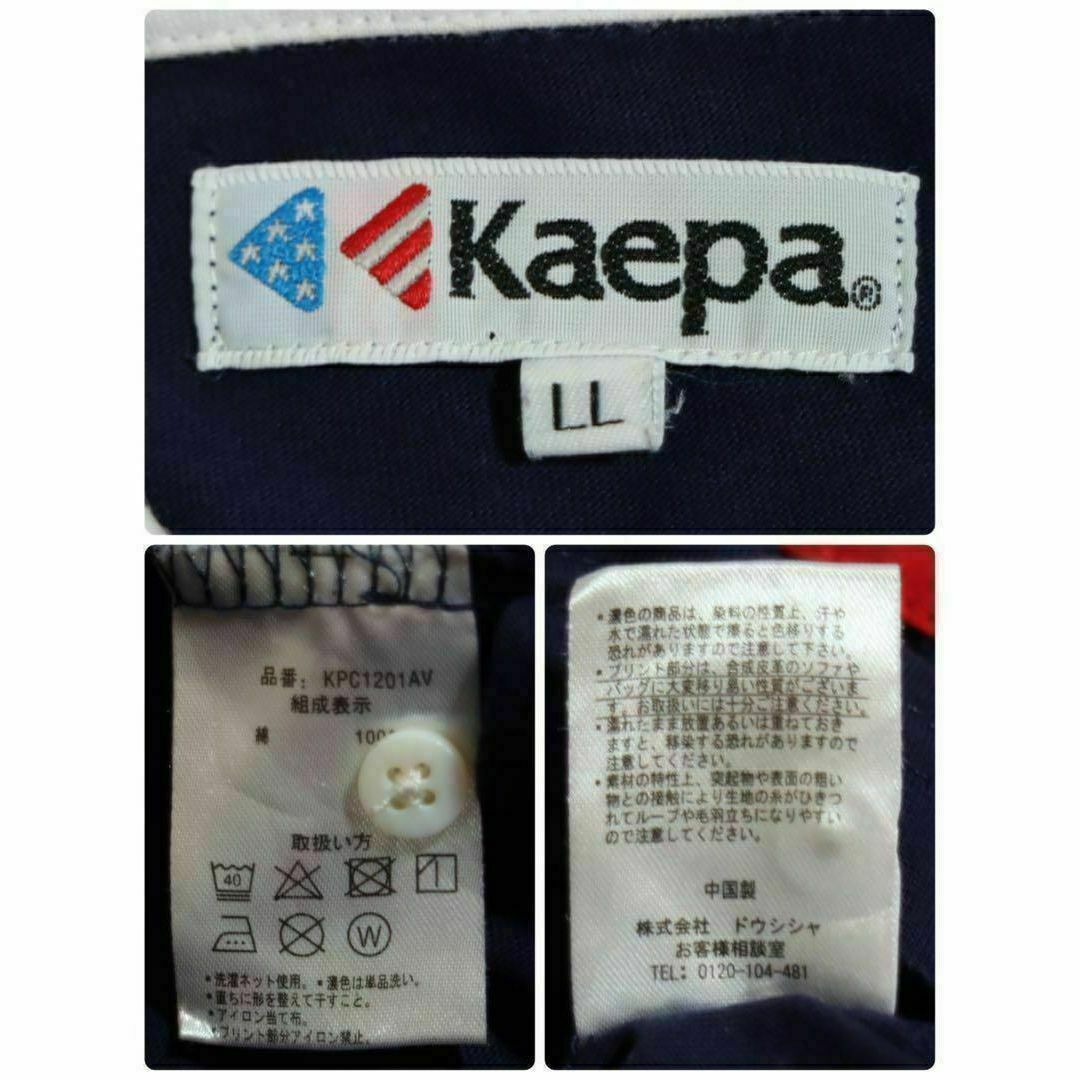 Kaepa®
LL
品番: KPC1201AV
組成表示
綿 100
取扱い方
40
W
・洗濯ネット使用。・濃色は単品洗い。
・直ちに形を整えて干すこと。
・アイロン当て布。
・プリント部分アイロン禁止。
・濃色の商品は、染料の性質上、汗や
水で濡れた状態で擦ると色移りする
恐れがありますので注意して下さい。
・プリント部分は、合成皮革のソファや
バッグに大変移り易い性質がございま
す。お取扱いには十分ご注意ください。
・濡れたまま放置あるいは重ねておき
ますと、移染する恐れがありますので
注意してください。
・素材の特性上、突起物や表面の粗い
物との接触により生地の糸がひきつ
れてループや毛羽立ちになりやすい
ので注意してください。
中国製
株式会社 ドウシシャ
お客様相談室
TEL: 0120-104-481